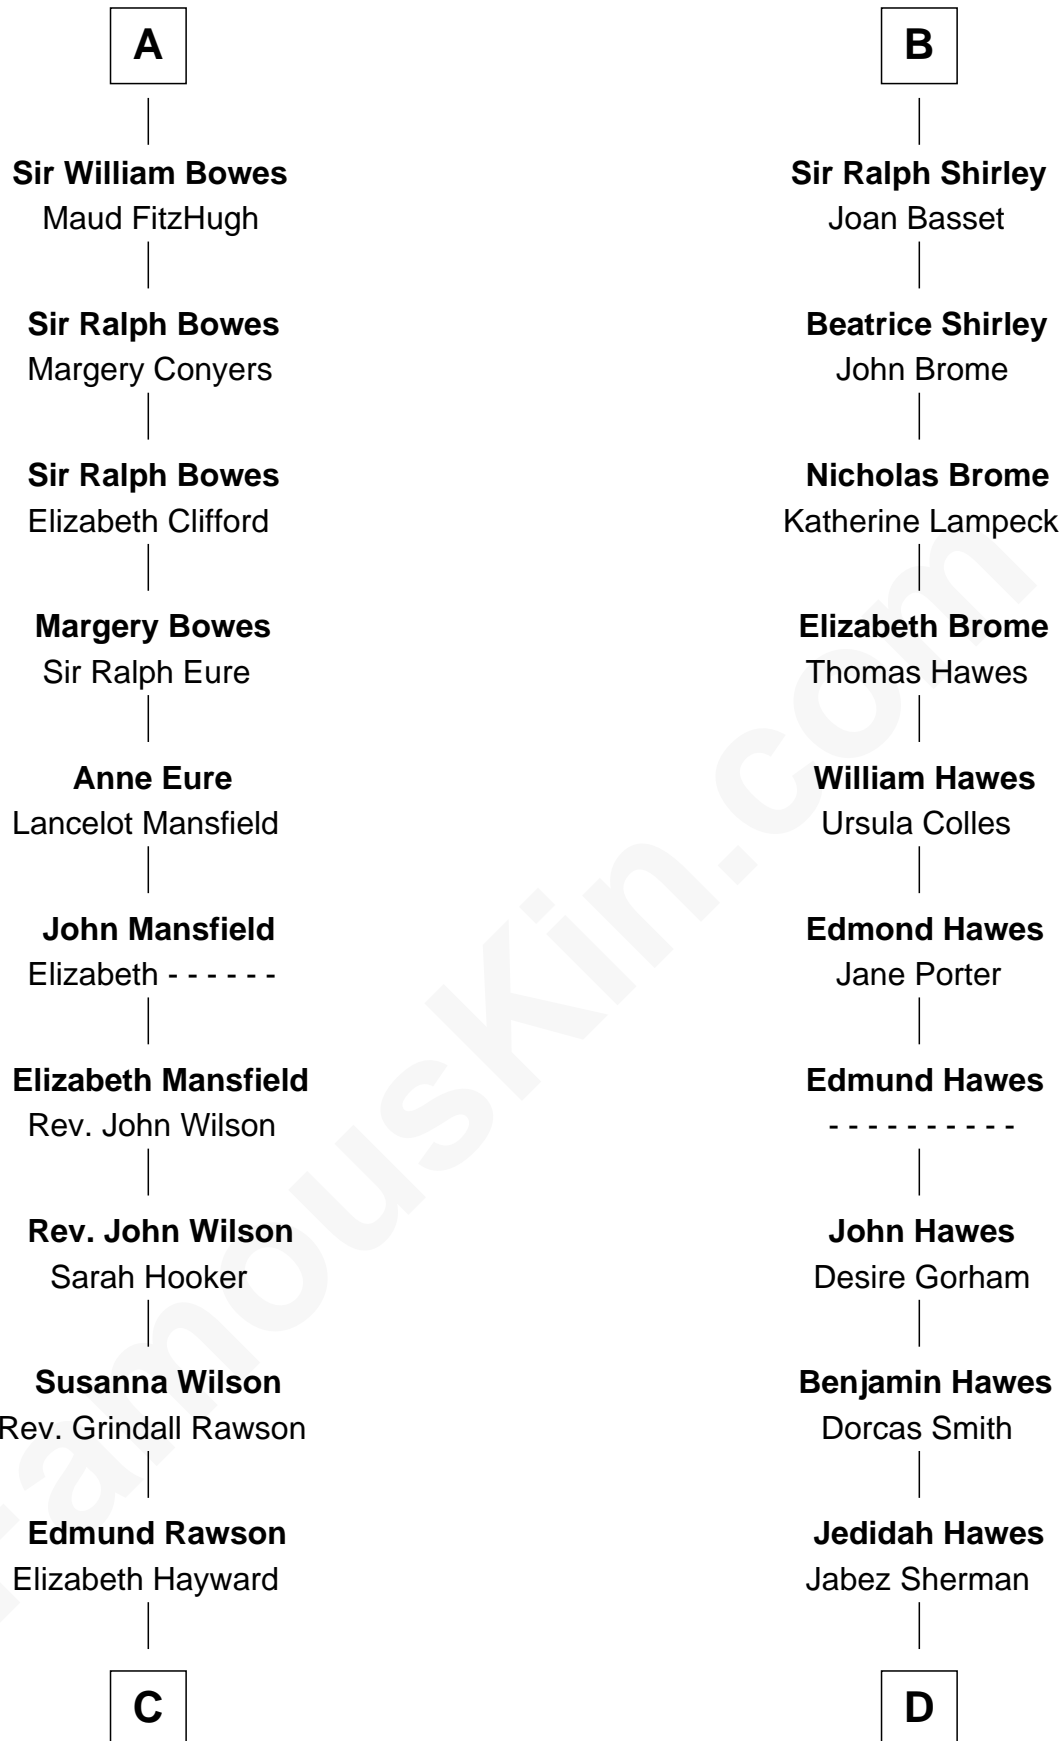 A
Sir William Bowes
Maud FitzHugh
Sir Ralph Bowes
Margery Conyers
Sir Ralph Bowes
Elizabeth Clifford
Margery Bowes
Sir Ralph Eure
Anne Eure
Lancelot Mansfield
John Mansfield
Elizabeth - - - - - -
Elizabeth Mansfield
Rev. John Wilson
Rev. John Wilson
Sarah Hooker
Susanna Wilson
Rev. Grindall Rawson
Edmund Rawson
Elizabeth Hayward
C
B
Sir Ralph Shirley
Joan Basset
Beatrice Shirley
John Brome
Nicholas Brome
Katherine Lampeck
Elizabeth Brome
Thomas Hawes
William Hawes
Ursula Colles
Edmond Hawes
Jane Porter
Edmund Hawes
- - - - - - - - - -
John Hawes
Desire Gorham
Benjamin Hawes
Dorcas Smith
Jedidah Hawes
Jabez Sherman
D
FamousKin.com